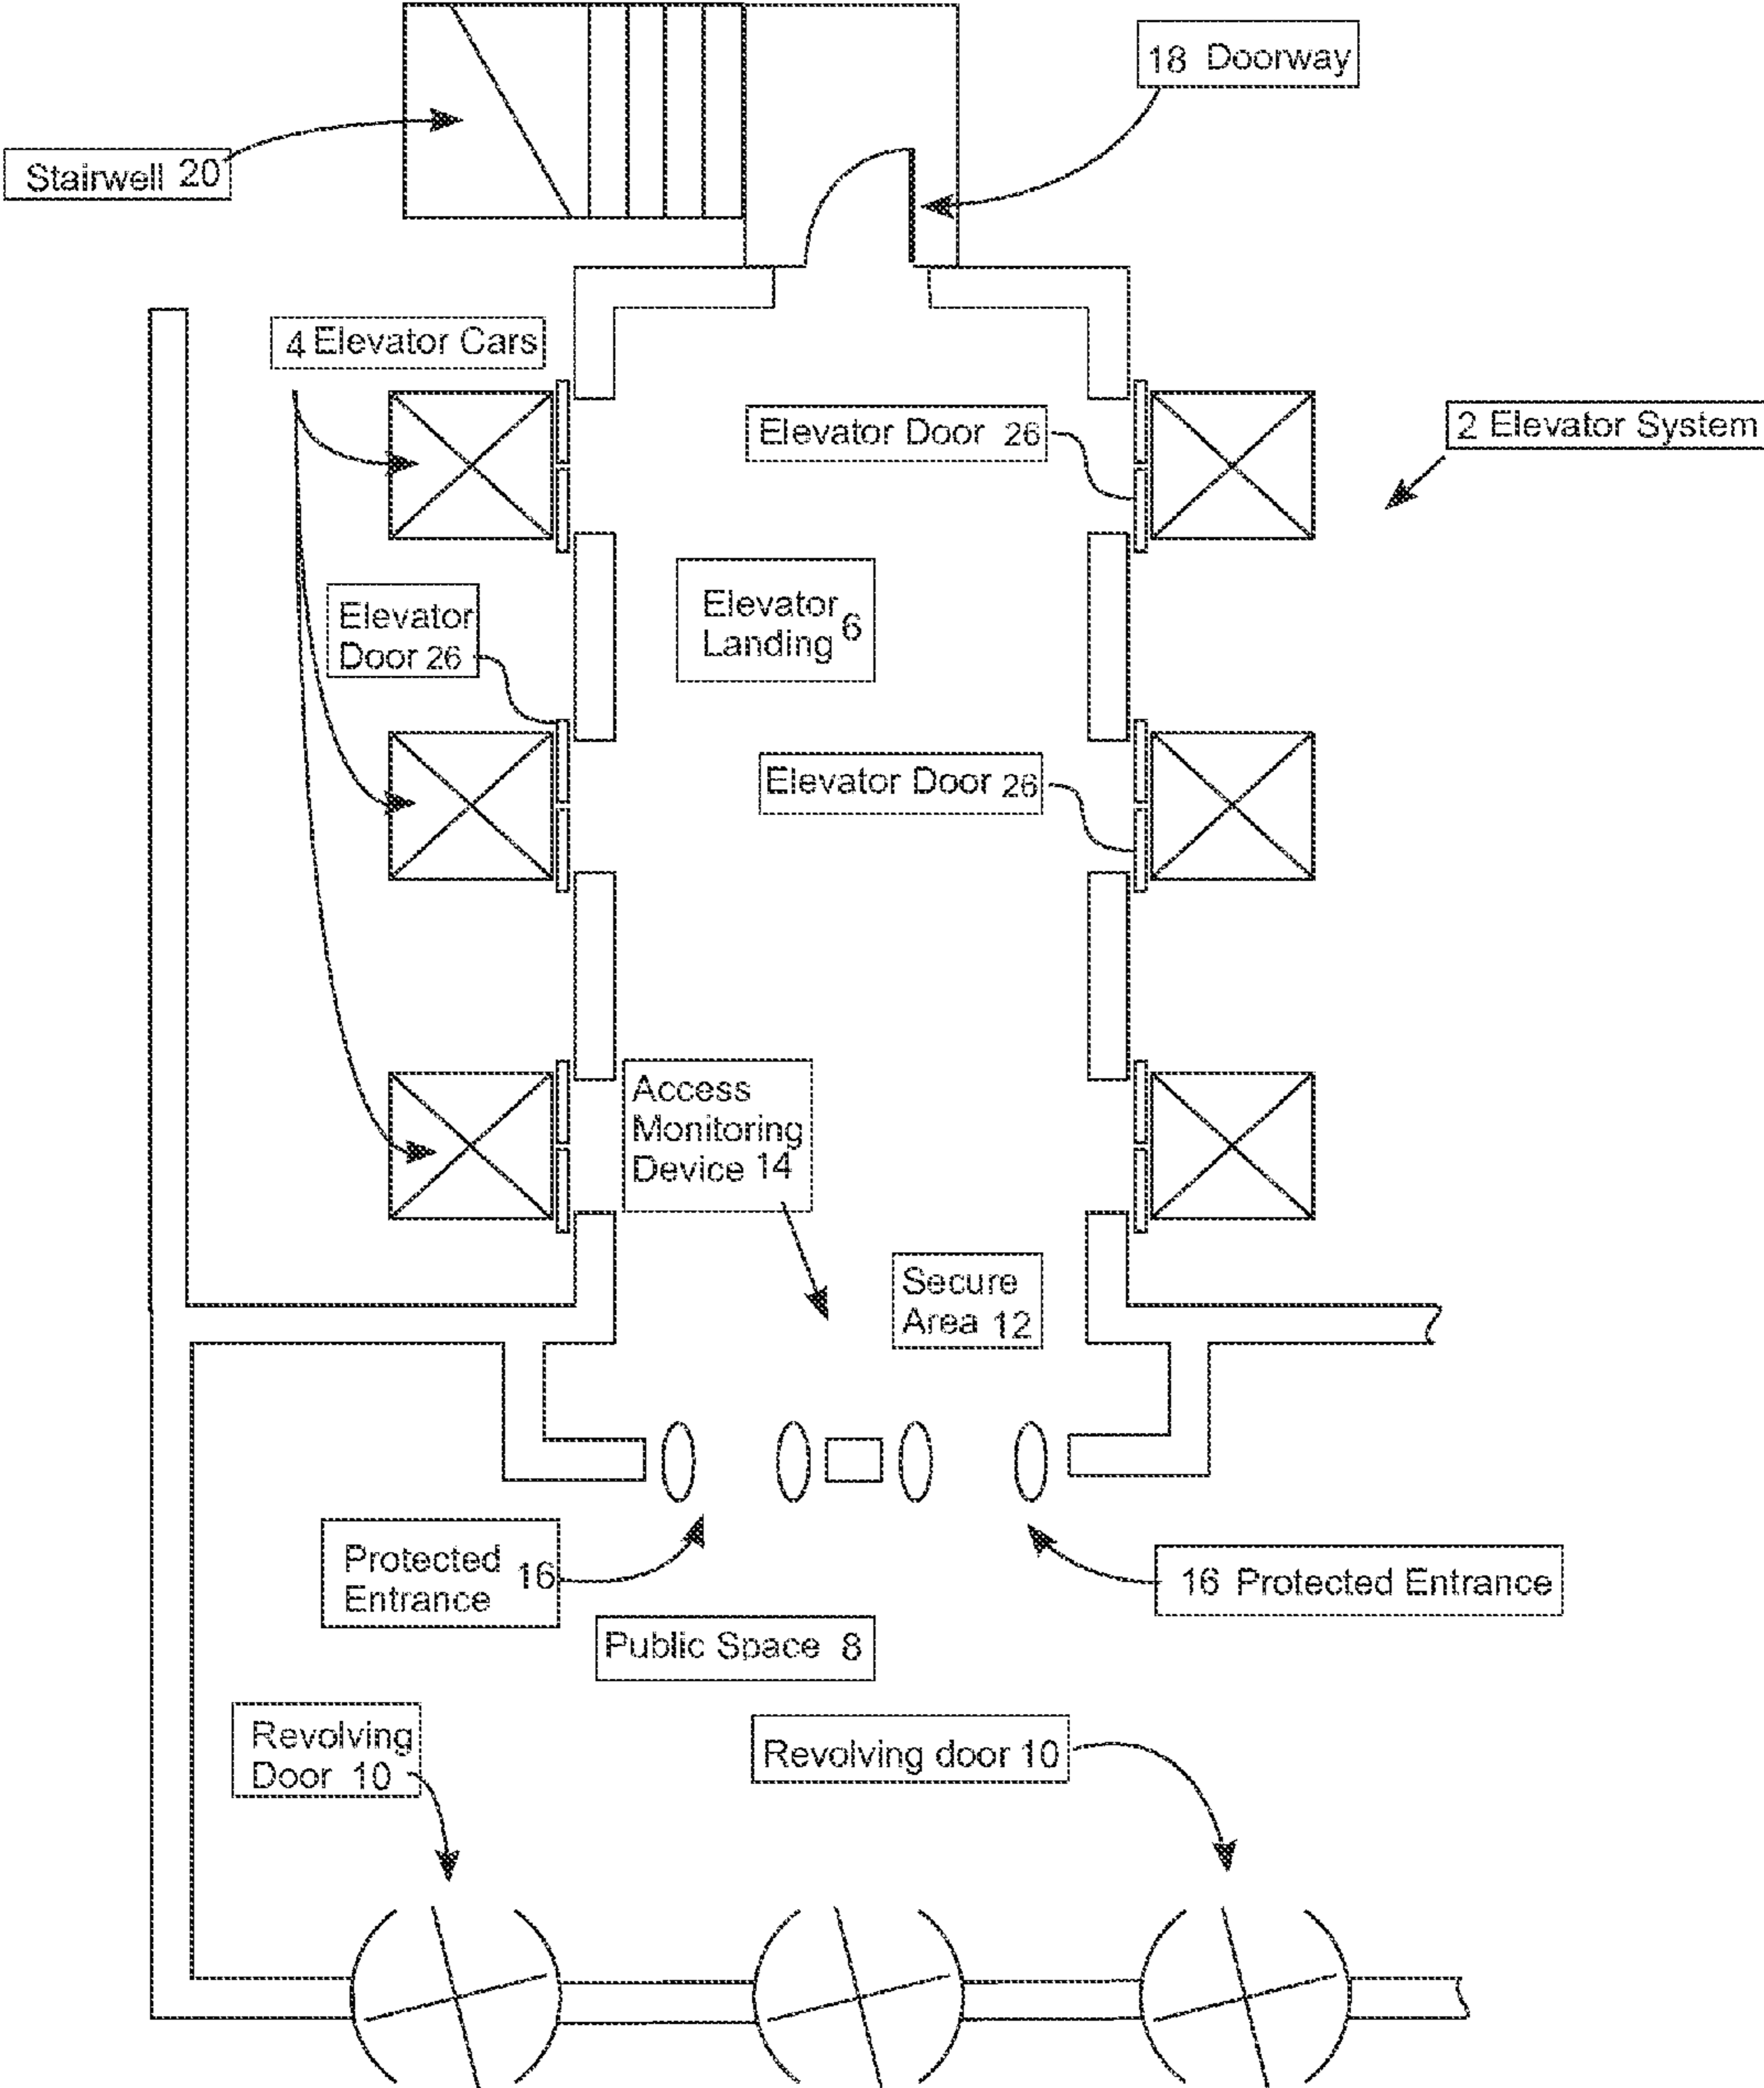 18 Doorway
Stairwell 20
4 Elevator Cars
Elevator Door 26
2 Elevator System
Elevator
Door 26
Elevator
Landing 6
Elevator Door 26
Access
Monitoring
Device 14
Secure
Area 12
Protected
Entrance 16
16 Protected Entrance
Public Space 8
Revolving
Door 10
Revolving door 10